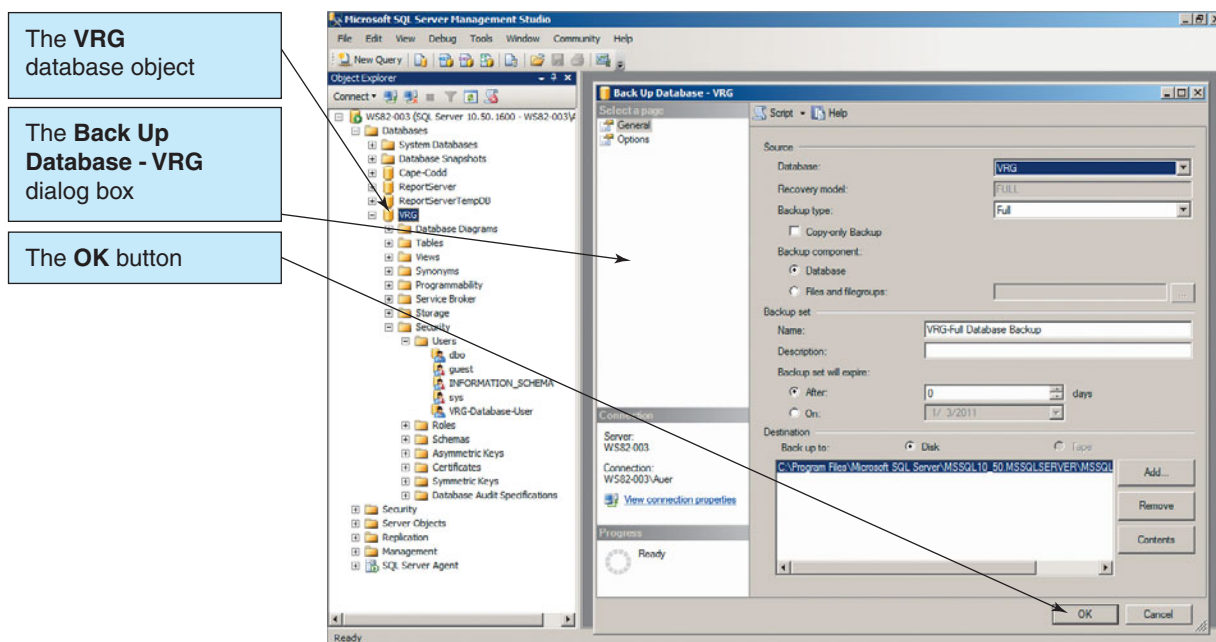 The VRG
database object
The Back Up
Database - VRG
dialog box
The OK button
Microsoft SQL Server Management Studio
File Edit View Debug Tools Window Community Help
New Query
Object Explorer
Connect
WS82-003 (SQL Server 10.50.1600 - WS82-003\A
Databases
System Databases
Database Snapshots
Cape-Codd
ReportServer
ReportServerTempDB
VRG
Database Diagrams
Tables
Views
Synonyms
Programmability
Service Broker
Storage
Security
Users
dbo
guest
INFORMATION_SCHEMA
sys
VRG-Database-User
Roles
Schemas
Asymmetric Keys
Certificates
Symmetric Keys
Database Audit Specifications
Security
Server Objects
Replication
Management
SQL Server Agent
Ready
Back Up Database - VRG
Select a page
General
Options
Connection
Server:
WS82-003
Connection:
WS82-003\Auer
View connection properties
Progress
Ready
Script Help
Source
Database: VRG
Recovery model: FULL
Backup type: Full
Copy-only Backup
Backup component:
Database
Files and filegroups: ...
Backup set
Name: VRG-Full Database Backup
Description:
Backup set will expire:
After: 0 days
On: 1/ 3/2011
Destination
Back up to: Disk Tape
C:\Program Files\Microsoft SQL Server\MSSQL10_50.MSSQLSERVER\MSSQL
Add...
Remove
Contents
OK Cancel